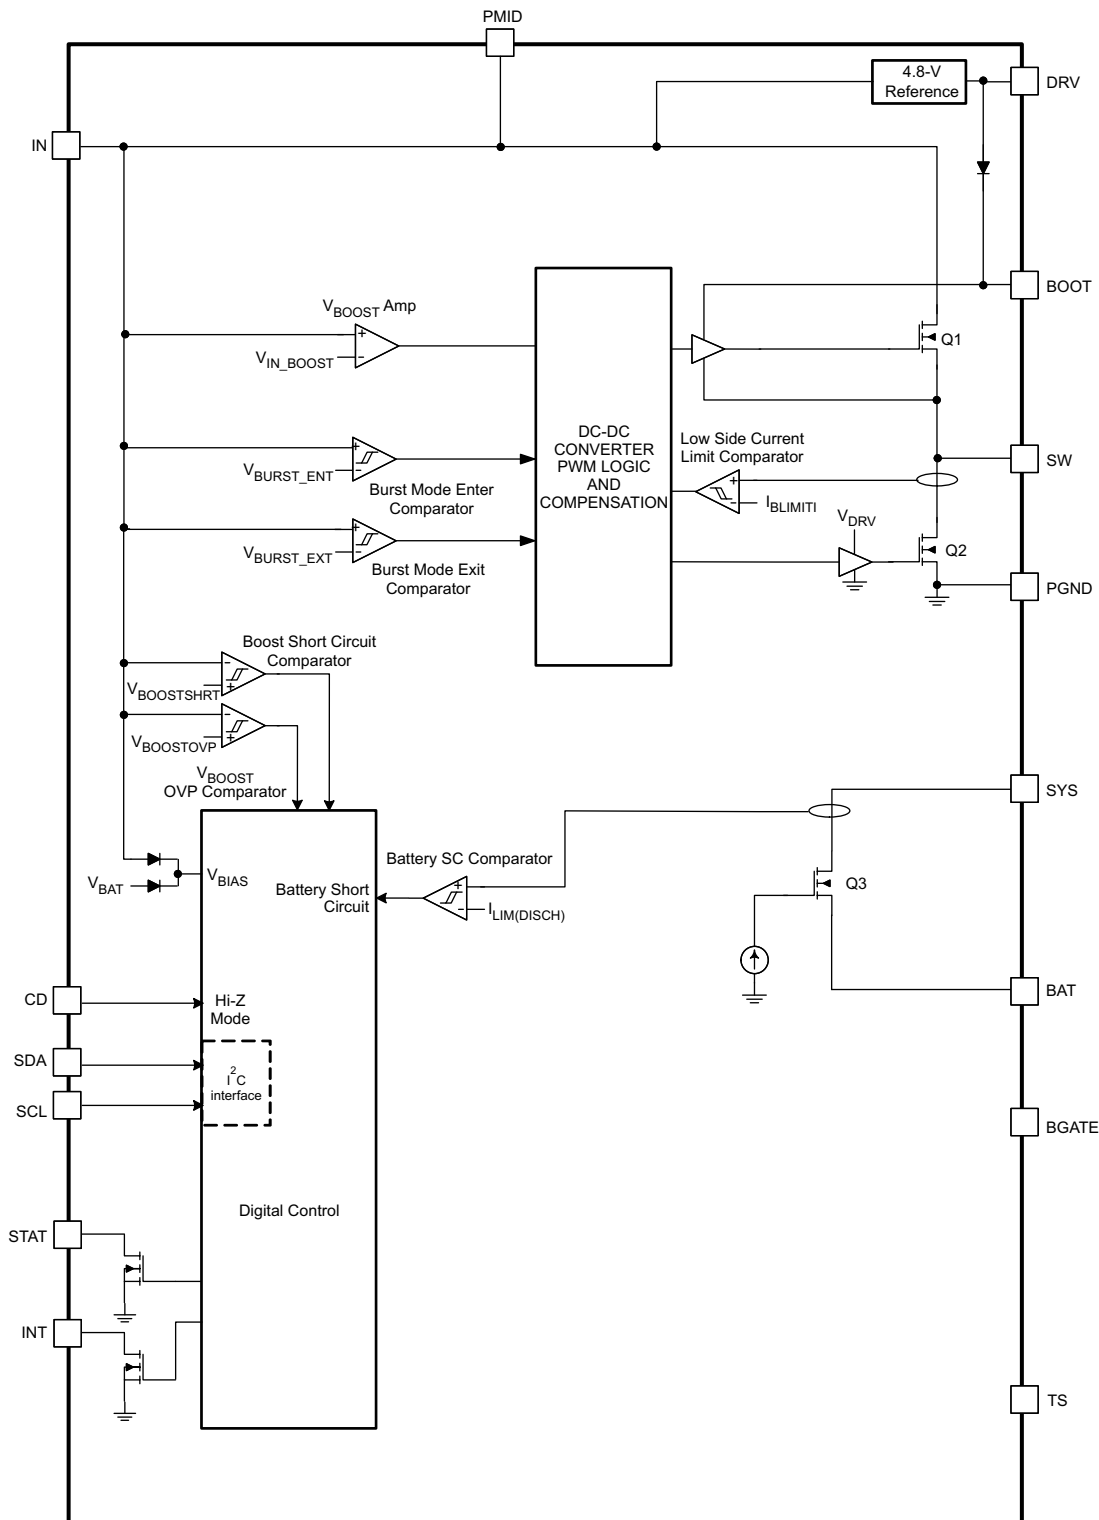 PMID
4.8-V
Reference
DRV
IN
BOOT
V_BOOST Amp
+
V_IN_BOOST
-
Q1
DC-DC
CONVERTER
PWM LOGIC
AND
COMPENSATION
Low Side Current
Limit Comparator
+
-
I_BLIMITI
SW
+
V_BURST_ENT
-
Burst Mode Enter
Comparator
V_DRV
Q2
+
V_BURST_EXT
-
Burst Mode Exit
Comparator
PGND
Boost Short Circuit
Comparator
-
V_BOOSTSHRT
+
-
V_BOOSTOVP
+
V_BOOST
OVP Comparator
SYS
V_BAT
V_BIAS
Battery SC Comparator
Battery Short
Circuit
+
-
I_LIM(DISCH)
Q3
CD
Hi-Z
Mode
BAT
SDA
SCL
I²C
interface
BGATE
Digital Control
STAT
INT
TS